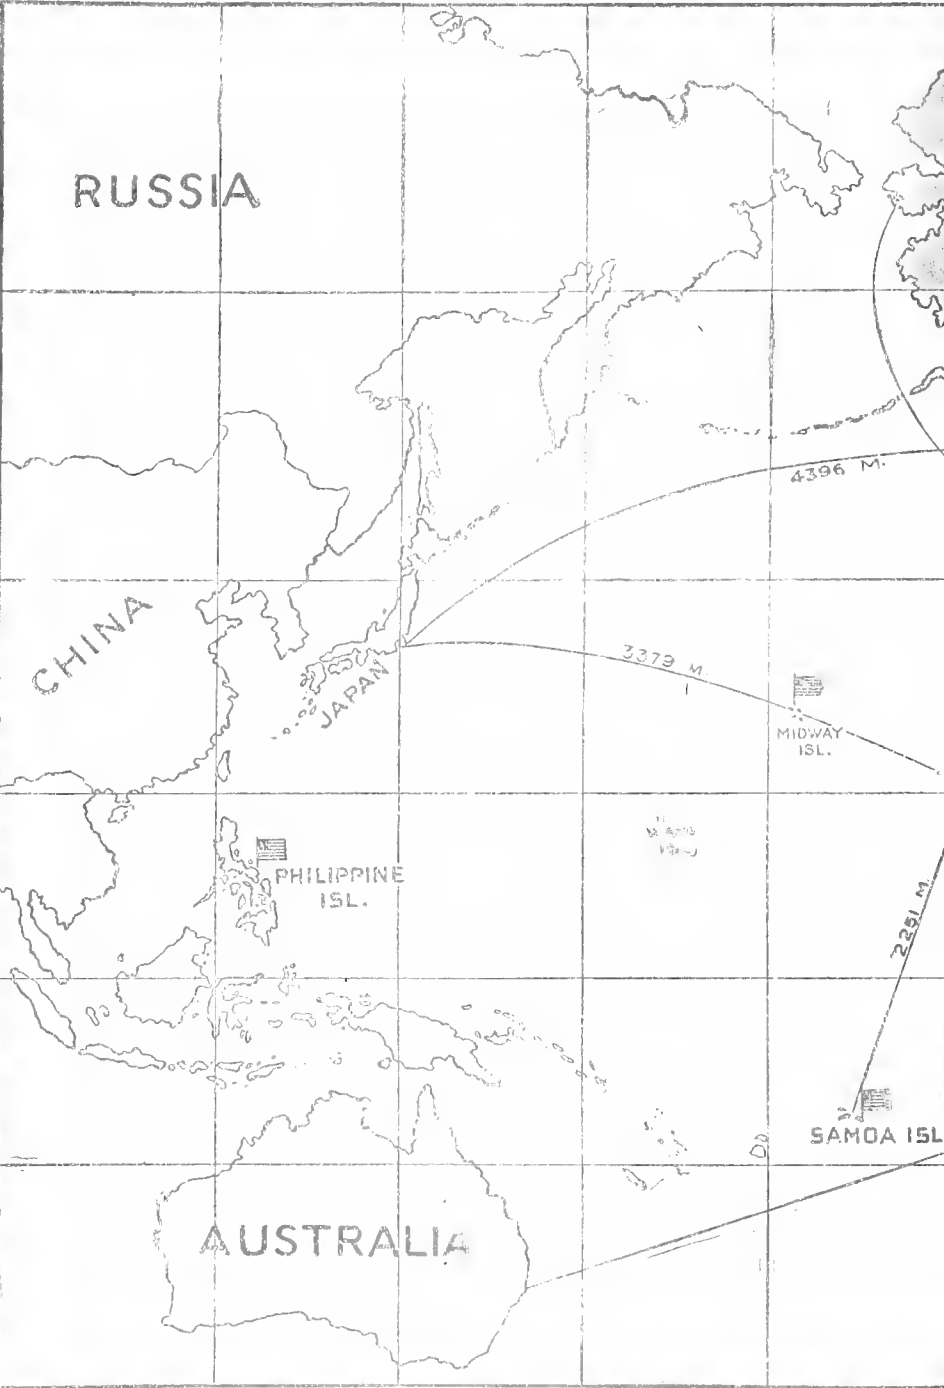 RUSSIA
4396 M.
CHINA
3379 M.
JAPAN
MIDWAY
ISL.
PHILIPPINE
ISL.
2251 M.
SAMOA ISL
AUSTRALIA